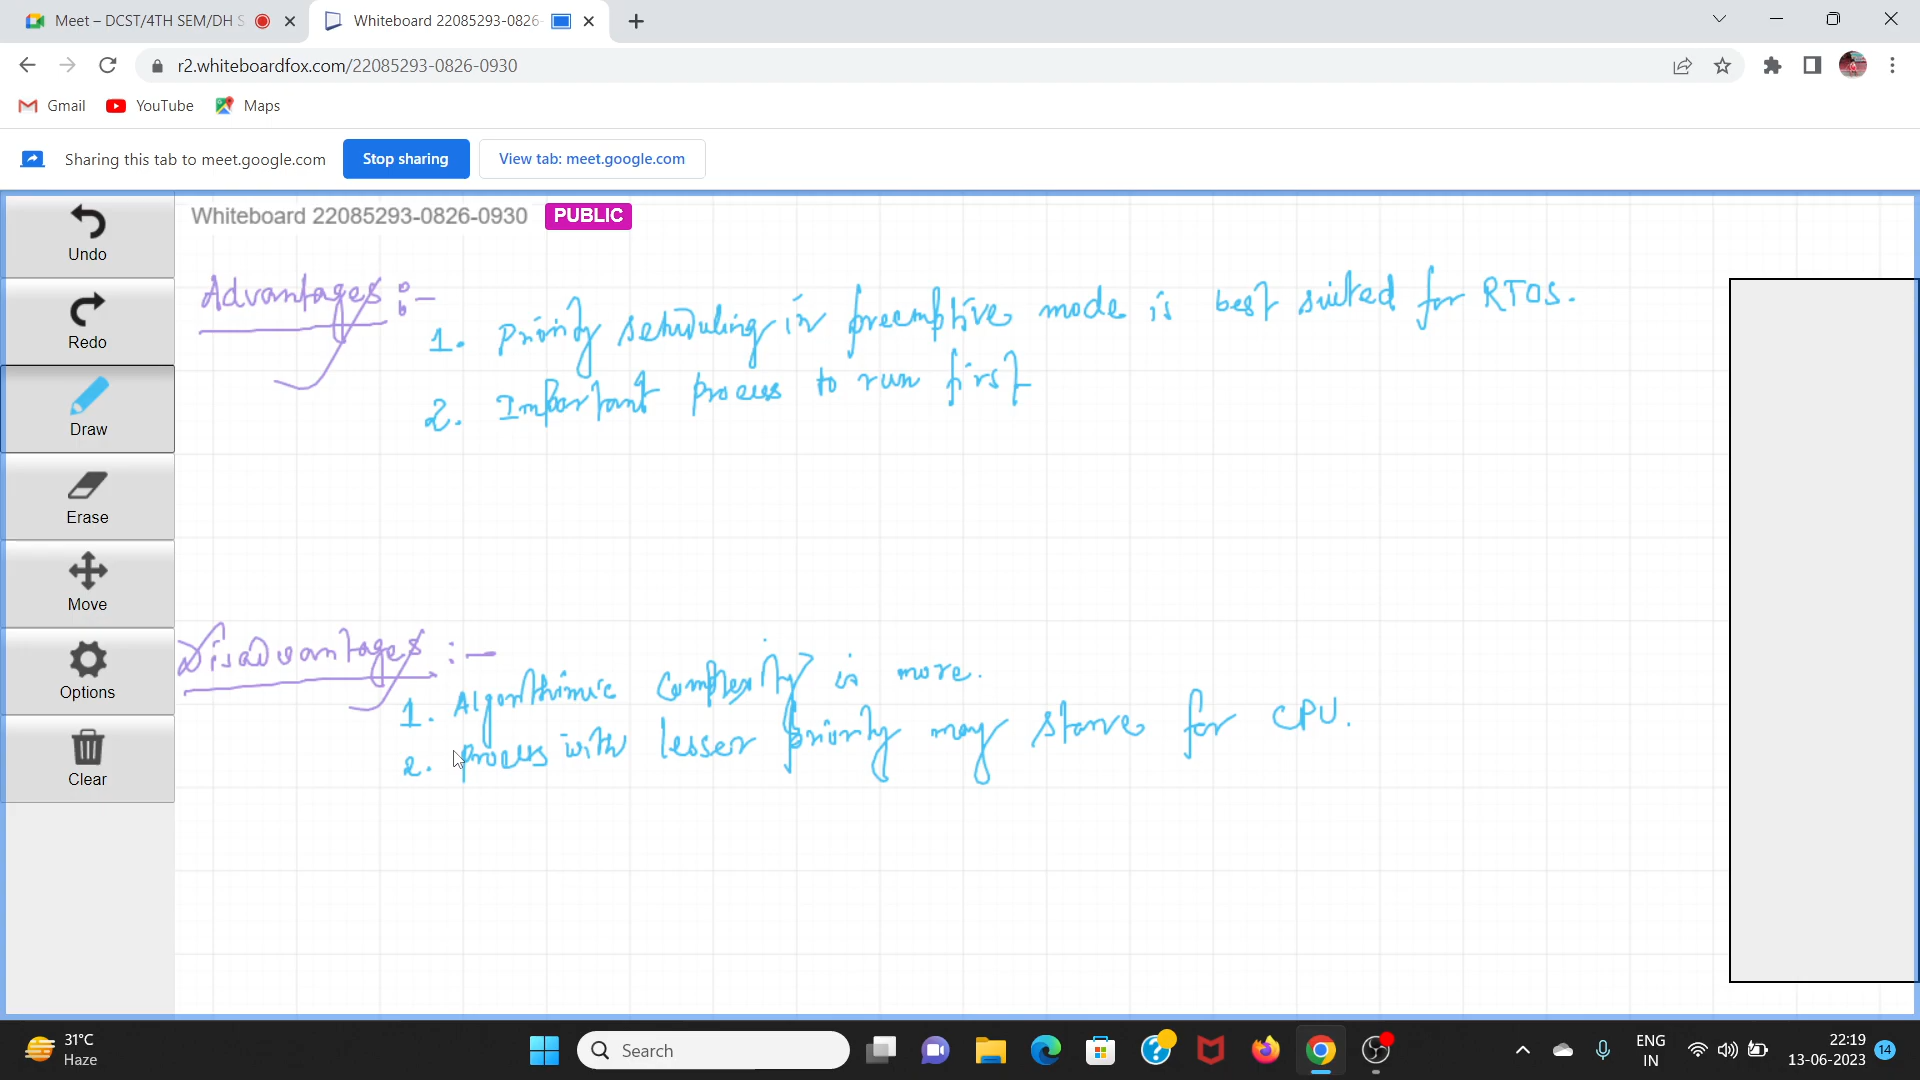 Meet – DCST/4TH SEM/DH S
Whiteboard 22085293-0826-
r2.whiteboardfox.com/22085293-0826-0930
Gmail YouTube Maps
Sharing this tab to meet.google.com Stop sharing View tab: meet.google.com
Whiteboard 22085293-0826-0930 PUBLIC
Undo
Redo
Draw
Erase
Move
Options
Clear
Advantages :-
1. Priority scheduling in preemptive mode is best suited for RTOS.
2. Important process to run first
Disadvantages :-
1. Algorithimic complexity is more.
2. process with lesser priority may starve for CPU.
31°C
Haze
Search
ENG
IN
22:19
13-06-2023
14